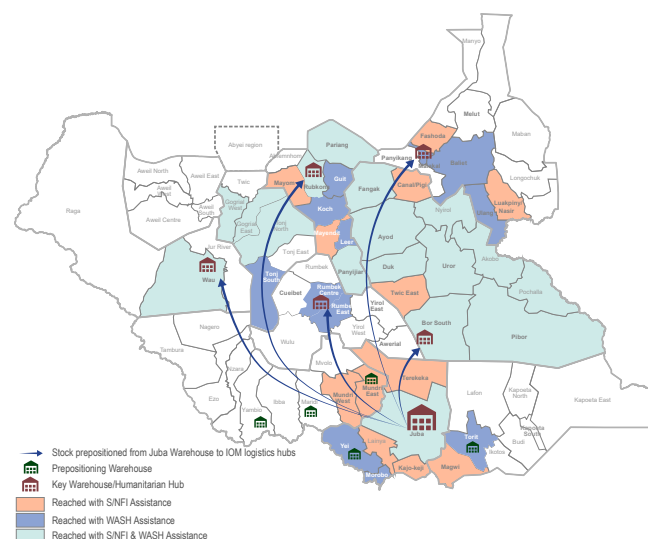 Manyo
Melut
Fashoda
Maban
Abyei region
Pariang
Panyikang
Abiemnhom
Malakal
Baliet
Awel North
Awel East
Twic
Mayom
Rubkona
Guit
Fangak
Canal/Pigi
Longochuk
Luakpiny/
Nasir
Raga
Awel
West
Awel
South
Awel Centre
Gogrial
West
Gogrial
East
Tonj
North
Koch
Nyirol
Ulang
Mayendit
Leer
Ayod
Jur River
Tonj East
Akobo
Wau
Tonj
South
Rumbek
Panyijiar
Duk
Uror
Pochalla
Cueibet
Rumbek
Centre
Rumbek
East
Yirol
East
Twic East
Nagero
Yirol
West
Bor South
Pibor
Tambura
Wulu
Awerial
Nzara
Mvolo
Terekeka
Ezo
Ibba
Maridi
Mundri
West
Mundri
East
Lafon
Kapoeta
North
Kapoeta East
Yambio
Juba
Kapoeta
South
Torit
Budi
Ikotos
Yei
Lainya
Morobo
Kajo-keji
Magwi
Stock prepositioned from Juba Warehouse to IOM logistics hubs
Prepositioning Warehouse
Key Warehouse/Humanitarian Hub
Reached with S/NFI Assistance
Reached with WASH Assistance
Reached with S/NFI & WASH Assistance